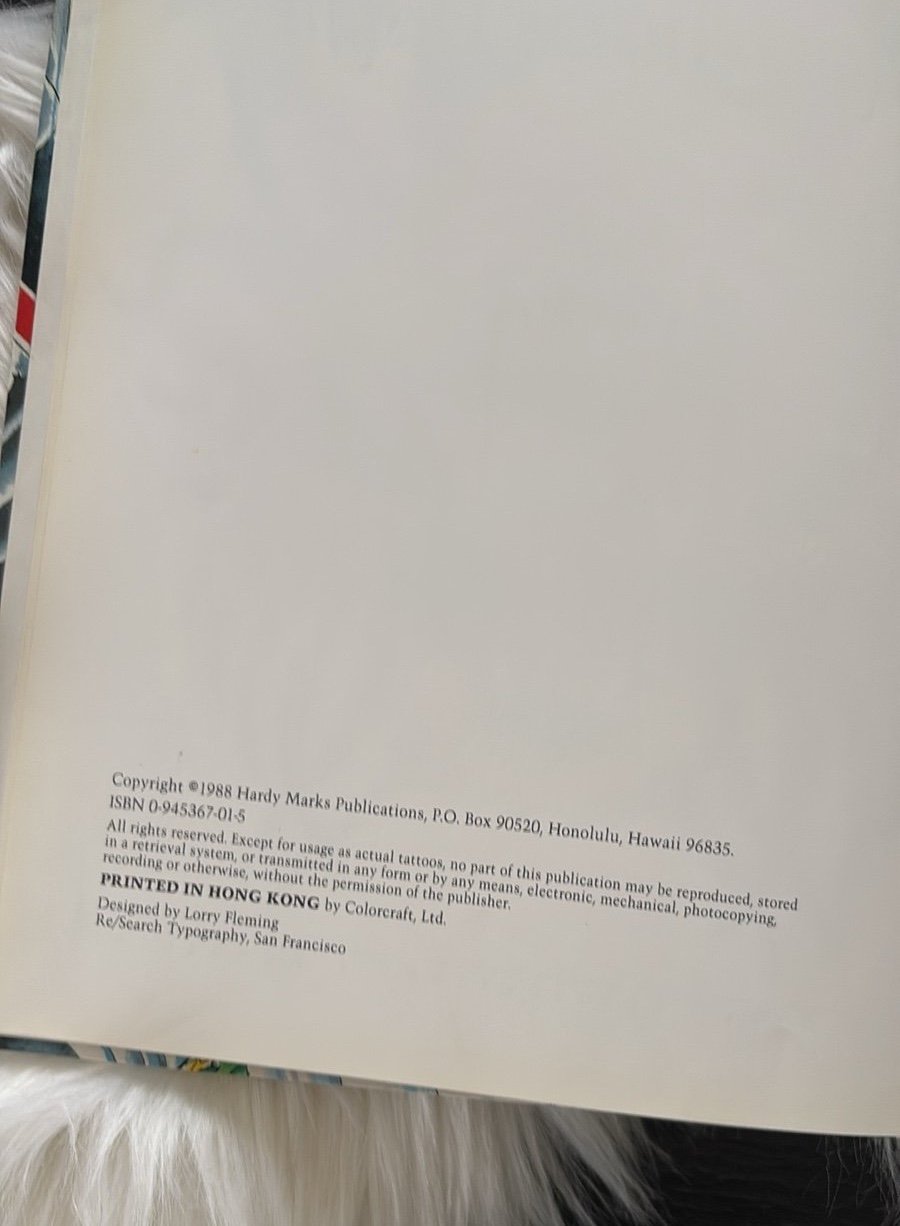 Copyright ©1988 Hardy Marks Publications, P.O. Box 90520, Honolulu, Hawaii 96835.
ISBN 0-945367-01-5
All rights reserved. Except for usage as actual tattoos, no part of this publication may be reproduced, stored
in a retrieval system, or transmitted in any form or by any means, electronic, mechanical, photocopying,
recording or otherwise, without the permission of the publisher.
PRINTED IN HONG KONG by Colorcraft, Ltd.
Designed by Lorry Fleming
Re/Search Typography, San Francisco